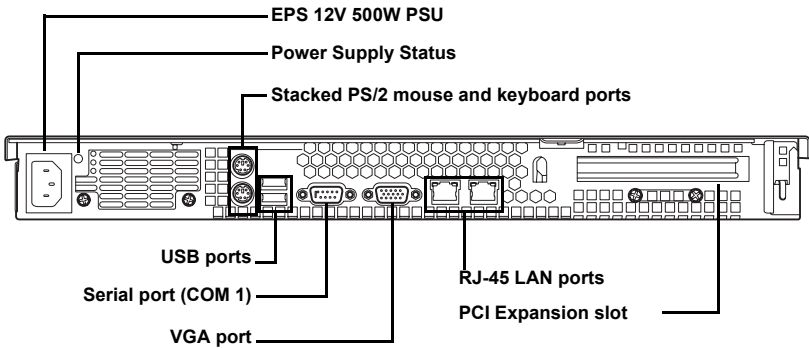 EPS 12V 500W PSU
Power Supply Status
Stacked PS/2 mouse and keyboard ports
USB ports
RJ-45 LAN ports
Serial port (COM 1)
PCI Expansion slot
VGA port